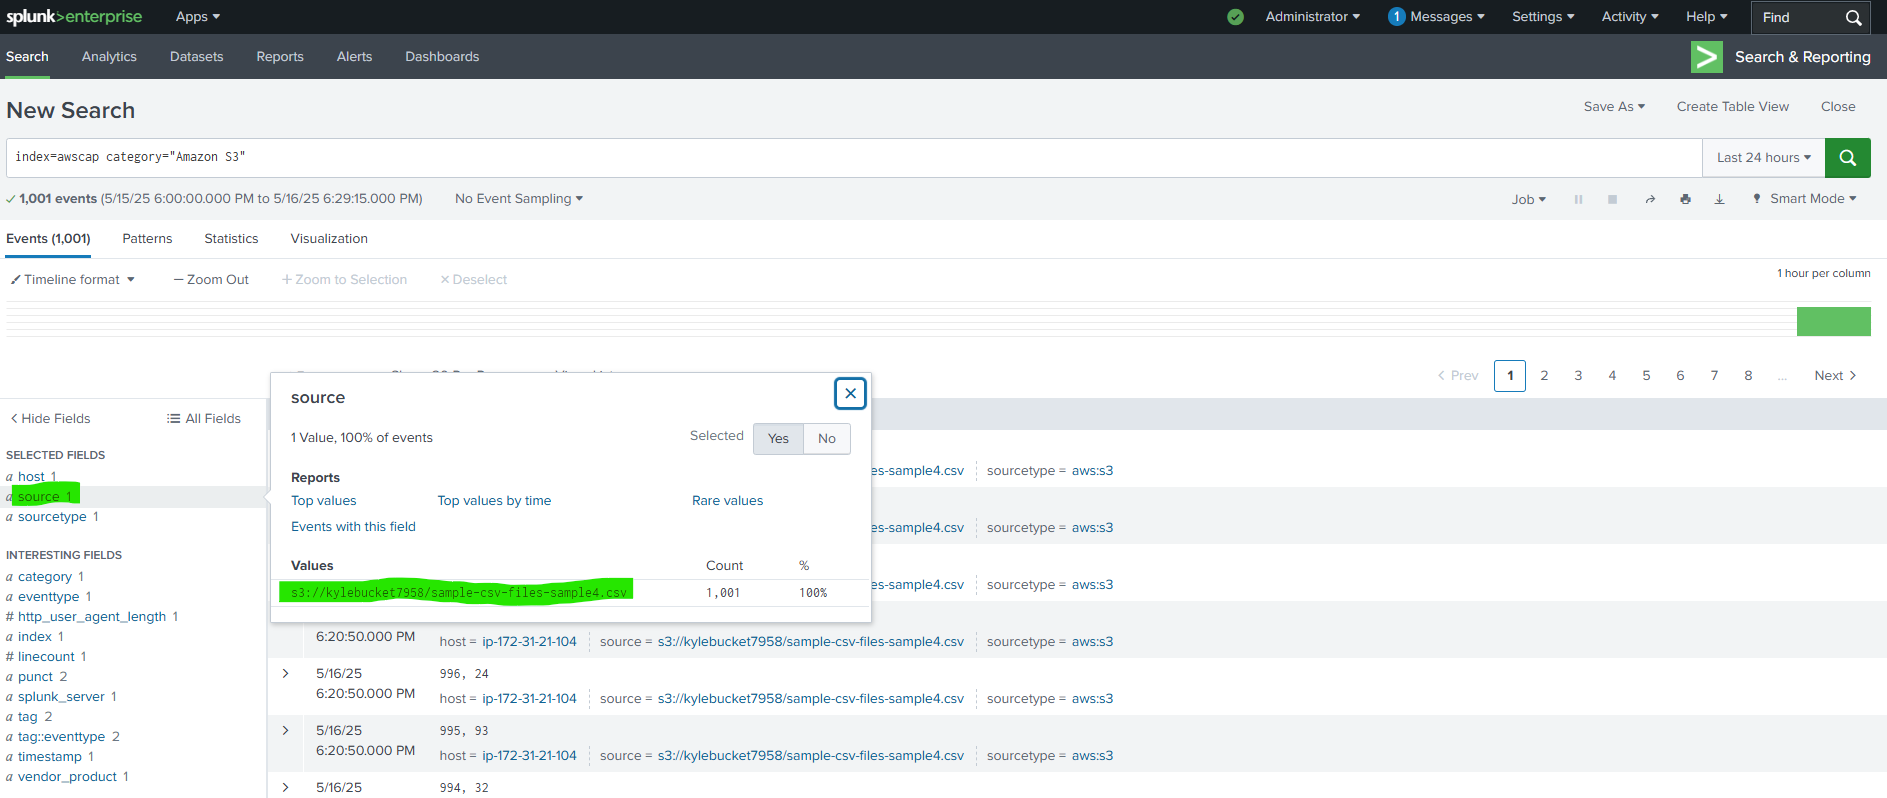 splunk>enterprise Apps Administrator 1 Messages Settings Activity Help Find
Search Analytics Datasets Reports Alerts Dashboards Search & Reporting
New Search Save As Create Table View Close
index=awscap category="Amazon S3" Last 24 hours
1,001 events (5/15/25 6:00:00.000 PM to 5/16/25 6:29:15.000 PM) No Event Sampling Job Smart Mode
Events (1,001) Patterns Statistics Visualization
Timeline format — Zoom Out + Zoom to Selection × Deselect 1 hour per column
< Prev 1 2 3 4 5 6 7 8 ... Next >
< Hide Fields All Fields
SELECTED FIELDS
a host 1
a source 1
a sourcetype 1
INTERESTING FIELDS
a category 1
a eventtype 1
# http_user_agent_length 1
a index 1
# linecount 1
a punct 2
a splunk_server 1
a tag 2
a tag::eventtype 2
a timestamp 1
a vendor_product 1
source
1 Value, 100% of events Selected Yes No
Reports
Top values Top values by time Rare values
Events with this field
Values Count %
s3://kylebucket7958/sample-csv-files-sample4.csv 1,001 100%
es-sample4.csv sourcetype = aws:s3
es-sample4.csv sourcetype = aws:s3
es-sample4.csv sourcetype = aws:s3
6:20:50.000 PM host = ip-172-31-21-104 source = s3://kylebucket7958/sample-csv-files-sample4.csv sourcetype = aws:s3
> 5/16/25 996, 24
6:20:50.000 PM host = ip-172-31-21-104 source = s3://kylebucket7958/sample-csv-files-sample4.csv sourcetype = aws:s3
> 5/16/25 995, 93
6:20:50.000 PM host = ip-172-31-21-104 source = s3://kylebucket7958/sample-csv-files-sample4.csv sourcetype = aws:s3
> 5/16/25 994, 32